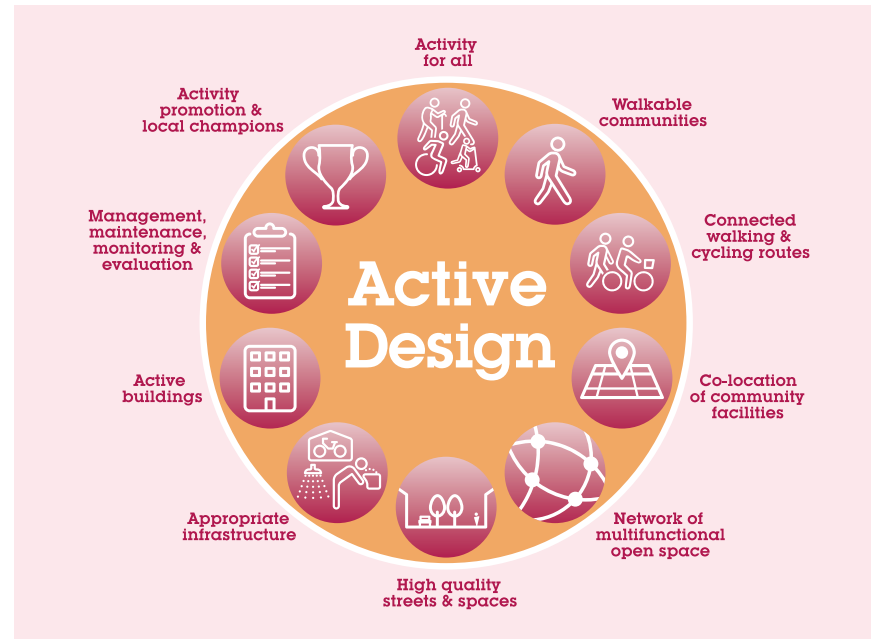 Activity
for all
Walkable
communities
Connected
walking &
cycling routes
Co-location
of community
facilities
Network of
multifunctional
open space
High quality
streets & spaces
Appropriate
infrastructure
Active
buildings
Management,
maintenance,
monitoring &
evaluation
Activity
promotion &
local champions
Active
Design